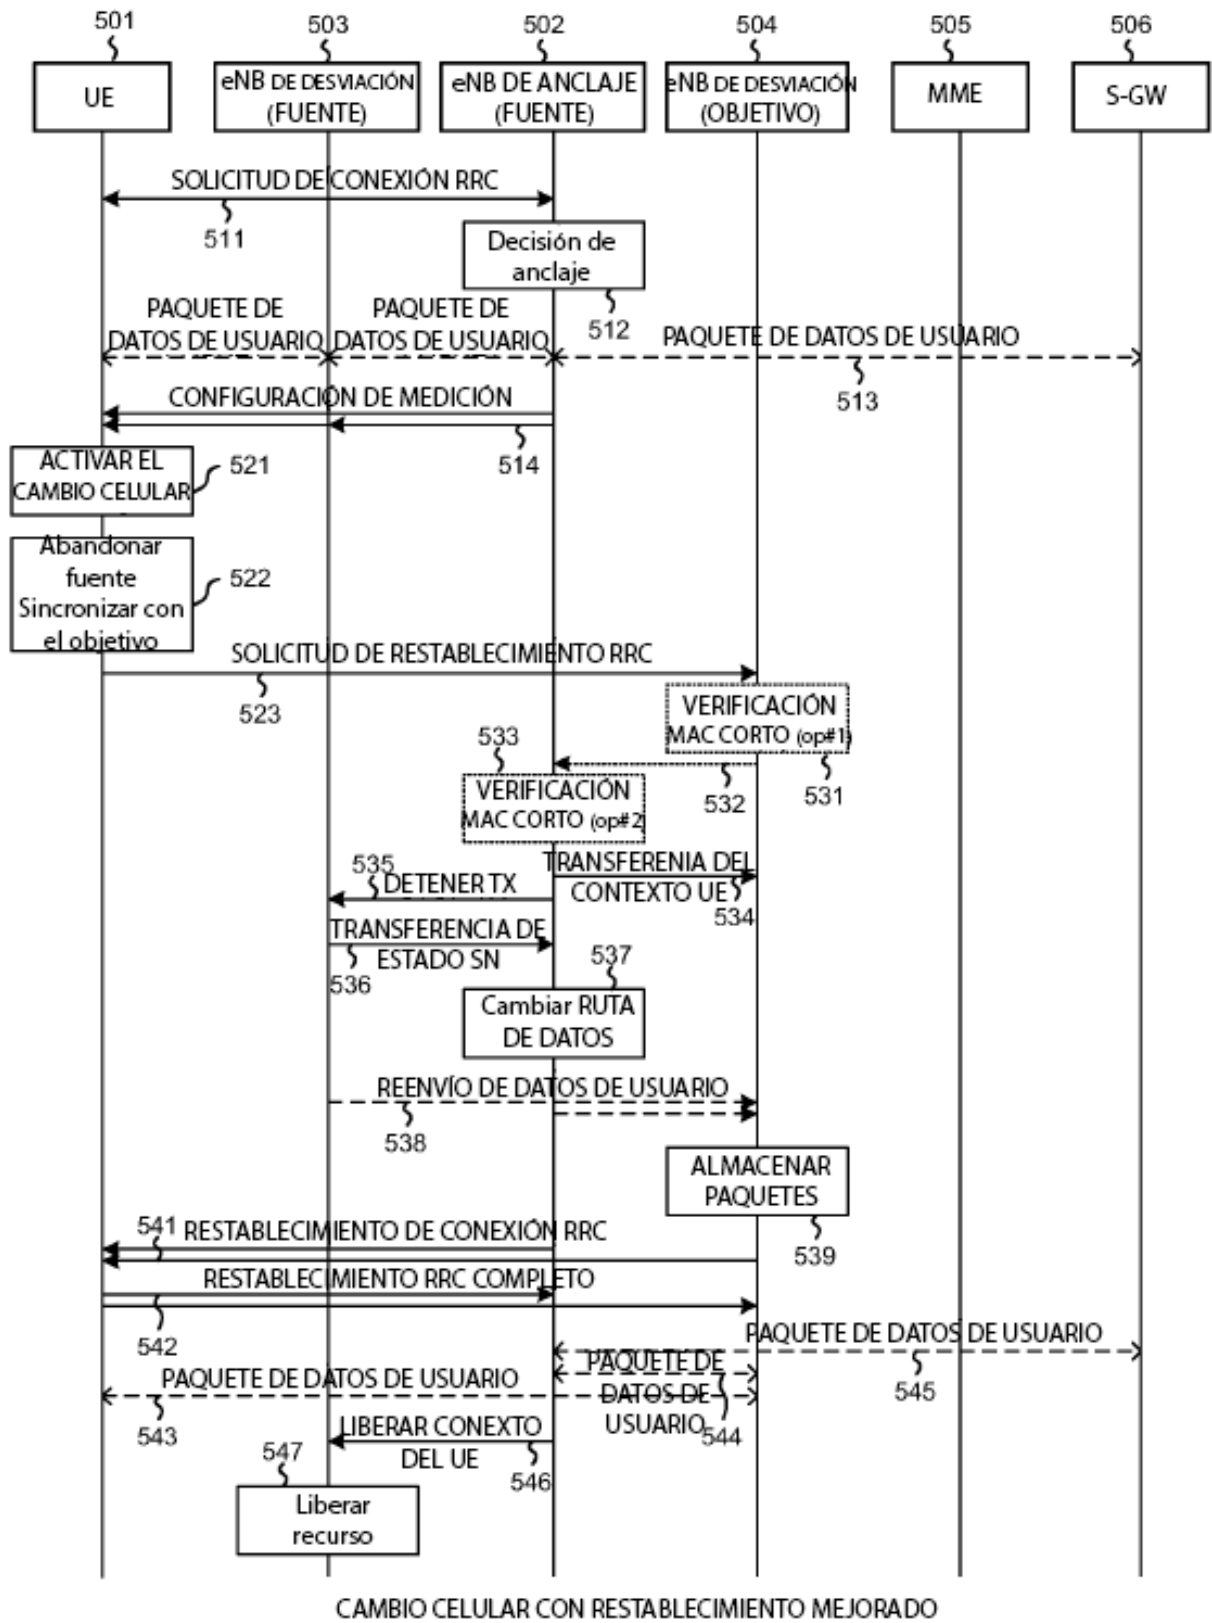 501
503
502
504
505
506
UE
eNB DE DESVIACIÓN
(FUENTE)
eNB DE ANCLAJE
(FUENTE)
eNB DE DESVIACIÓN
(OBJETIVO)
MME
S-GW
SOLICITUD DE CONEXIÓN RRC
511
Decisión de
anclaje
512
PAQUETE DE
DATOS DE USUARIO
PAQUETE DE
DATOS DE USUARIO
PAQUETE DE DATOS DE USUARIO
513
CONFIGURACIÓN DE MEDICIÓN
514
ACTIVAR EL
CAMBIO CELULAR
521
Abandonar
fuente
Sincronizar con
el objetivo
522
SOLICITUD DE RESTABLECIMIENTO RRC
523
VERIFICACIÓN
MAC CORTO (op#1)
531
532
533
VERIFICACIÓN
MAC CORTO (op#2)
TRANSFERENIA DEL
CONTEXTO UE
534
535
DETENER TX
TRANSFERENCIA DE
ESTADO SN
536
537
Cambiar RUTA
DE DATOS
REENVÍO DE DATOS DE USUARIO
538
ALMACENAR
PAQUETES
539
541
RESTABLECIMIENTO DE CONEXIÓN RRC
RESTABLECIMIENTO RRC COMPLETO
542
PAQUETE DE DATOS DE USUARIO
545
PAQUETE DE
DATOS DE
USUARIO
544
PAQUETE DE DATOS DE USUARIO
543
LIBERAR CONEXTO
DEL UE
546
547
Liberar
recurso
CAMBIO CELULAR CON RESTABLECIMIENTO MEJORADO